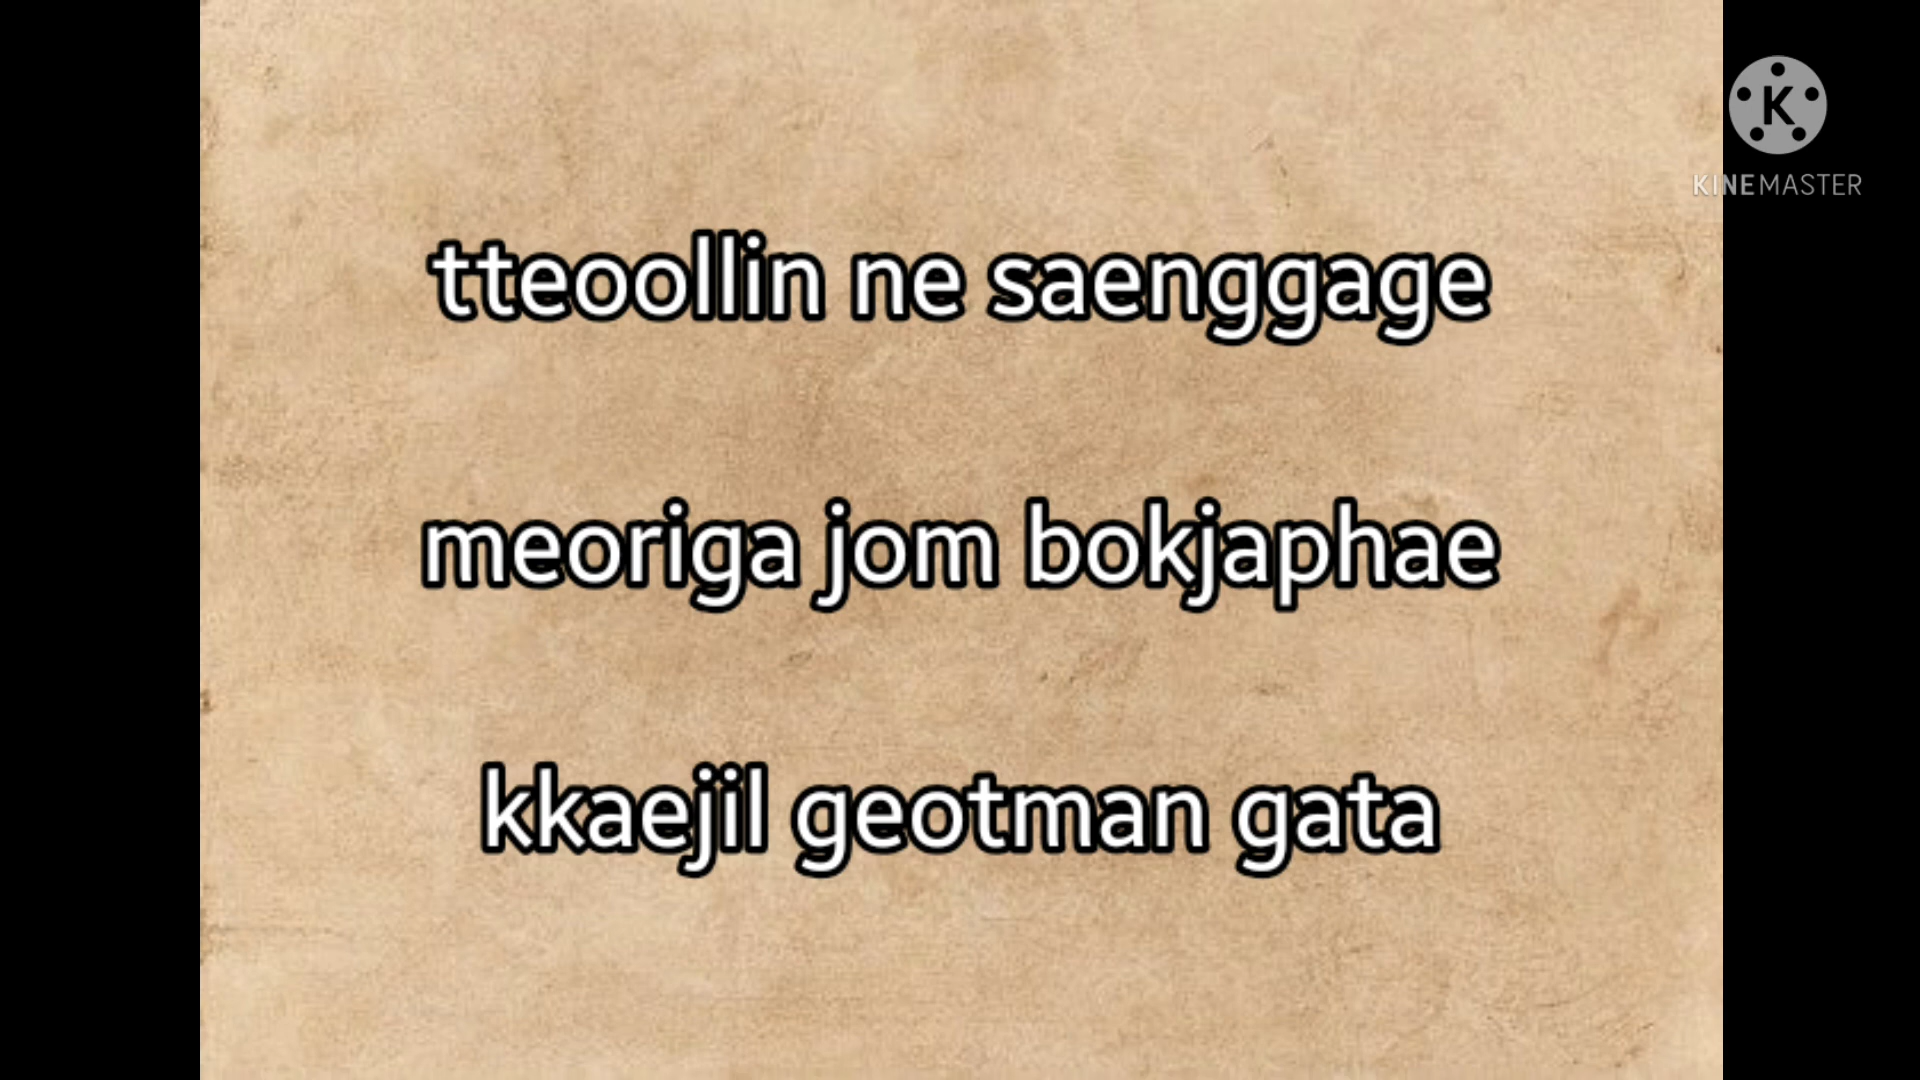 K
KINEMASTER
tteoollin ne saenggage
meoriga jom bokjaphae
kkaejil geotman gata